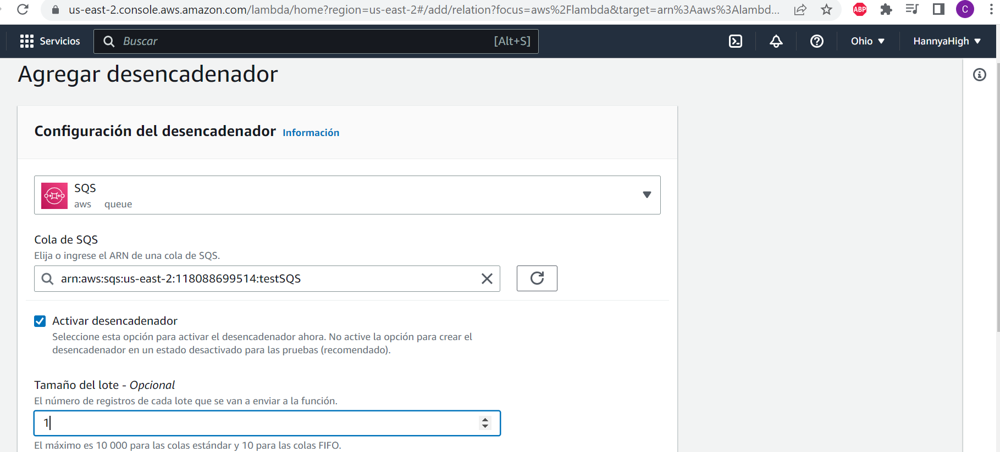 us-east-2.console.aws.amazon.com/lambda/home?region=us-east-2#/add/relation?focus=aws%2Flambda&target=arn%3Aaws%3Alambd...
ABP
C
Servicios
Buscar
[Alt+S]
Ohio
HannyaHigh
Agregar desencadenador
Configuración del desencadenador Información
SQS
aws queue
Cola de SQS
Elija o ingrese el ARN de una cola de SQS.
arn:aws:sqs:us-east-2:118088699514:testSQS
Activar desencadenador
Seleccione esta opción para activar el desencadenador ahora. No active la opción para crear el
desencadenador en un estado desactivado para las pruebas (recomendado).
Tamaño del lote - Opcional
El número de registros de cada lote que se van a enviar a la función.
1
El máximo es 10 000 para las colas estándar y 10 para las colas FIFO.